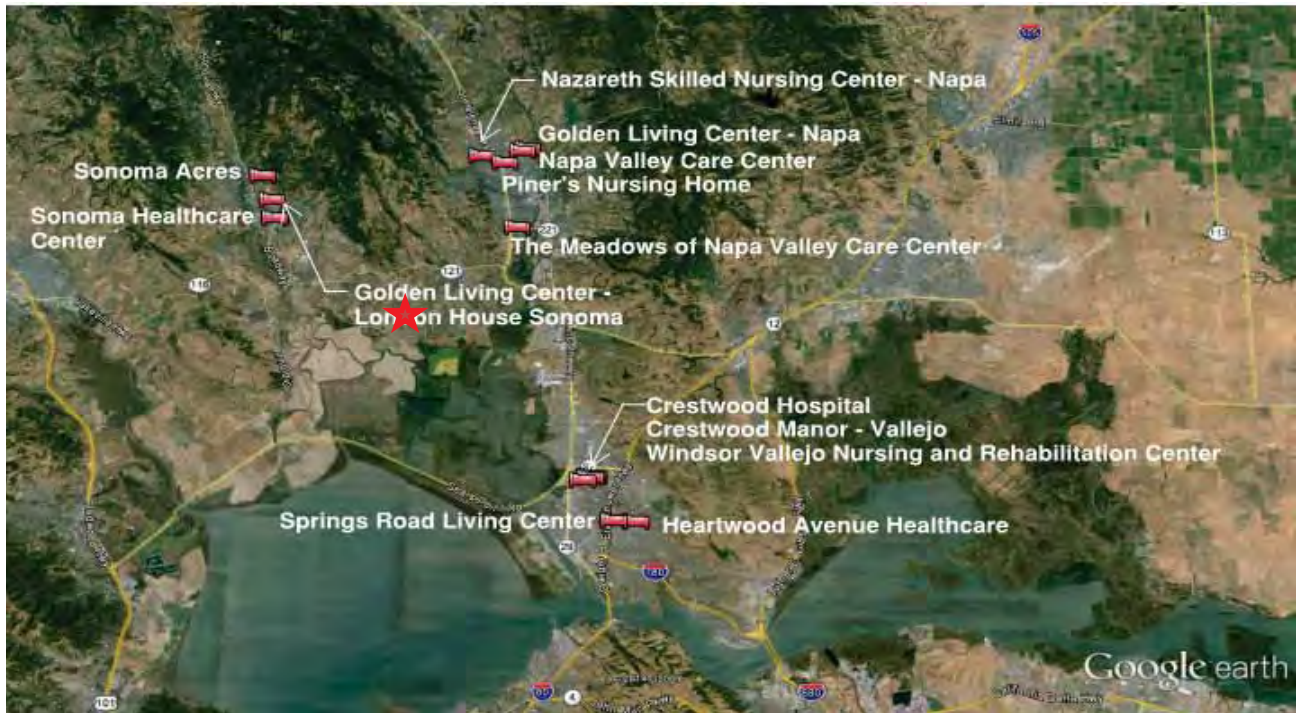 Nazareth Skilled Nursing Center - Napa
Golden Living Center - Napa
Napa Valley Care Center
Piner's Nursing Home
Sonoma Acres
Sonoma Healthcare
Center
221
The Meadows of Napa Valley Care Center
113
121
116
Golden Living Center -
London House Sonoma
12
Crestwood Hospital
Crestwood Manor - Vallejo
Windsor Vallejo Nursing and Rehabilitation Center
Springs Road Living Center
Heartwood Avenue Healthcare
29
780
Google earth
101
80
4
680